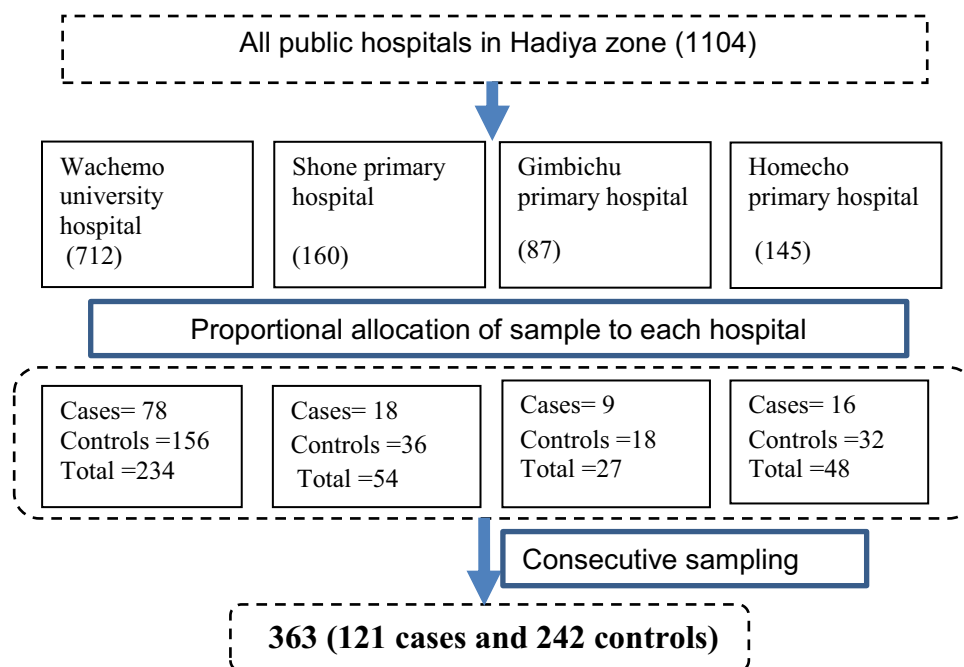 All public hospitals in Hadiya zone (1104)
Wachemo
university
hospital
(712)
Shone primary
hospital
(160)
Gimbichu
primary hospital
(87)
Homecho
primary hospital
(145)
Proportional allocation of sample to each hospital
Cases= 78
Controls =156
Total =234
Cases= 18
Controls =36
Total =54
Cases= 9
Controls =18
Total =27
Cases= 16
Controls =32
Total =48
Consecutive sampling
363 (121 cases and 242 controls)